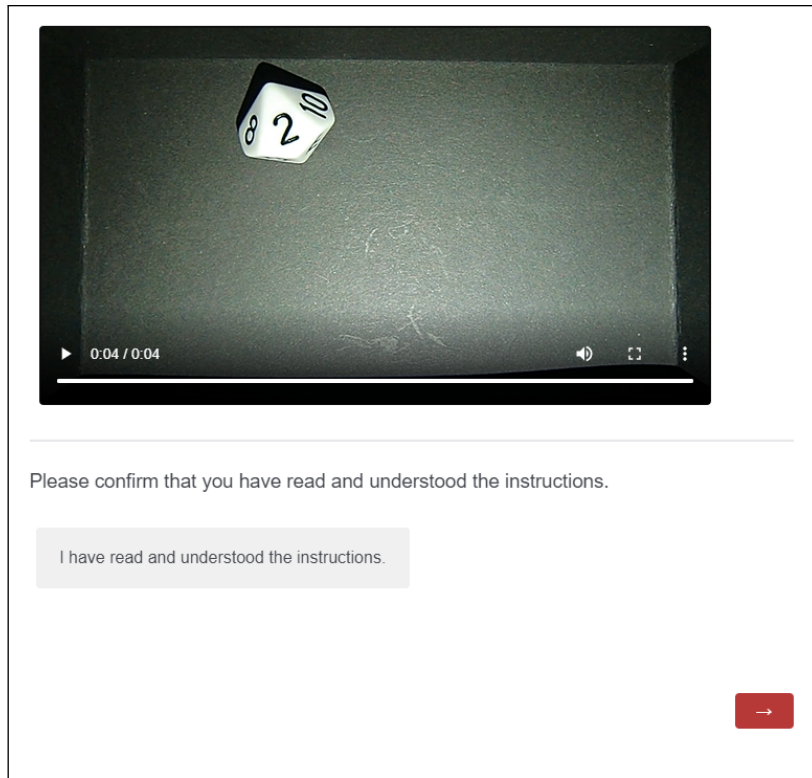 8 2 10
0:04 / 0:04
Please confirm that you have read and understood the instructions.
I have read and understood the instructions.
→